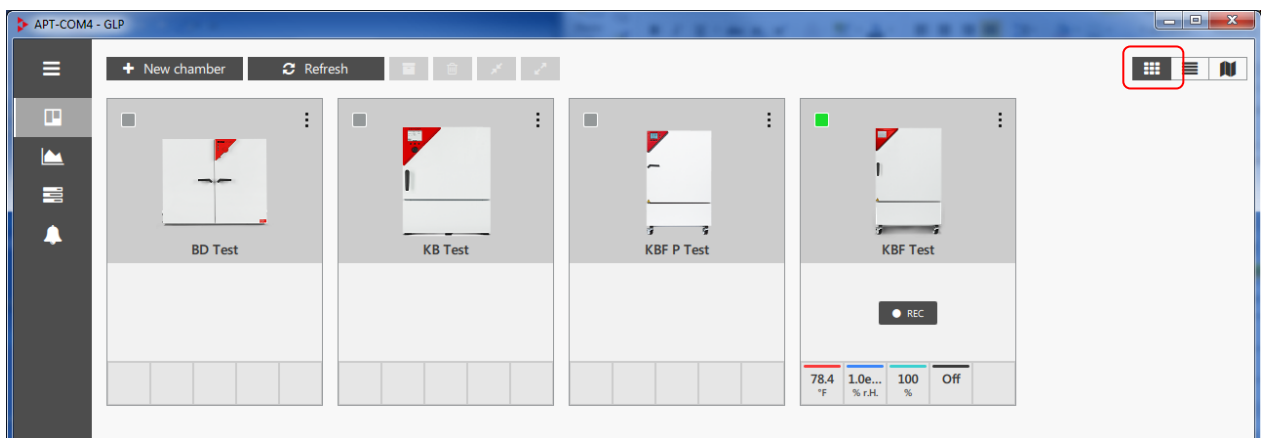 APT-COM4 - GLP
New chamber Refresh
BD Test
KB Test
KBF P Test
KBF Test
REC
78.4 1.0e... 100 Off
°F % r.H. %